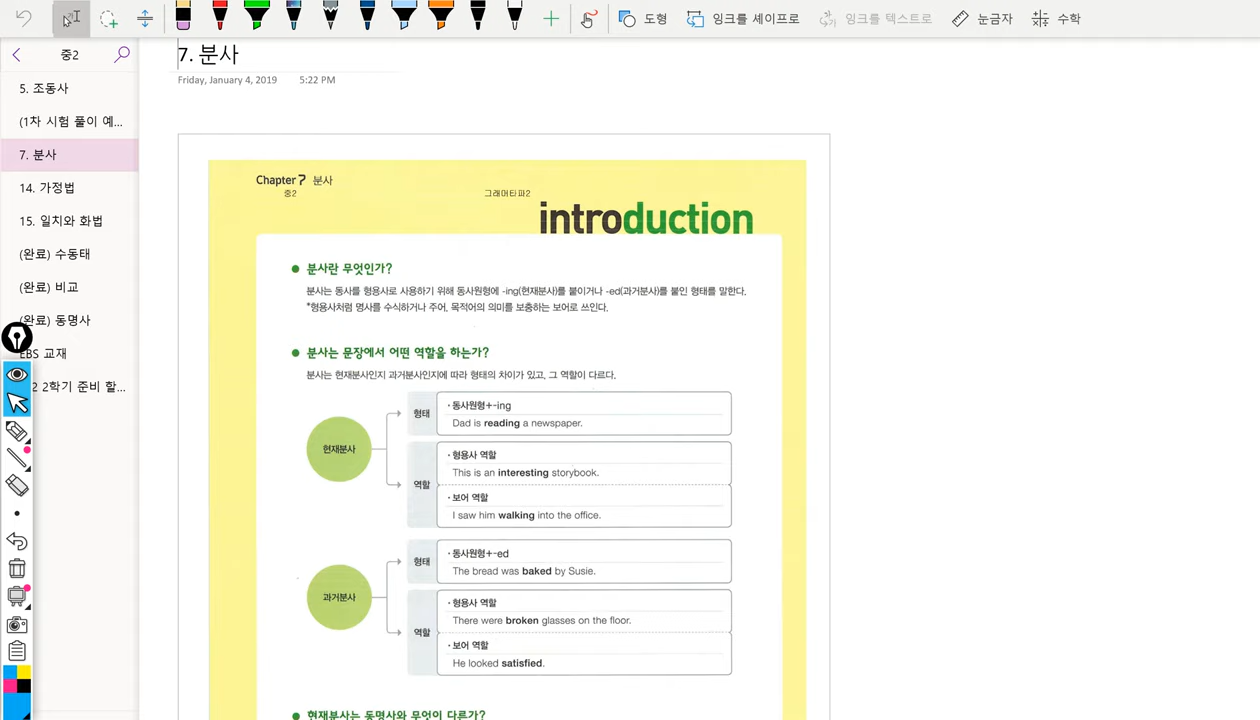 도형
잉크를 셰이프로
잉크를 텍스트로
눈금자
수학
중2
5. 조동사
(1차 시험 풀이 예...
7. 분사
14. 가정법
15. 일치와 화법
(완료) 수동태
(완료) 비교
(완료) 동명사
EBS 교재
2 2학기 준비 할...
7. 분사
Friday, January 4, 2019 5:22 PM
Chapter 7 분사
중2 그래머티파2
introduction
● 분사란 무엇인가?
분사는 동사를 형용사로 사용하기 위해 동사원형에 -ing(현재분사)를 붙이거나 -ed(과거분사)를 붙인 형태를 말한다.
*형용사처럼 명사를 수식하거나 주어, 목적어의 의미를 보충하는 보어로 쓰인다.
● 분사는 문장에서 어떤 역할을 하는가?
분사는 현재분사인지 과거분사인지에 따라 형태의 차이가 있고, 그 역할이 다르다.
현재분사
형태
· 동사원형+-ing
Dad is reading a newspaper.
역할
· 형용사 역할
This is an interesting storybook.
· 보어 역할
I saw him walking into the office.
과거분사
형태
· 동사원형+-ed
The bread was baked by Susie.
역할
· 형용사 역할
There were broken glasses on the floor.
· 보어 역할
He looked satisfied.
● 현재분사는 동명사와 무엇이 다른가?